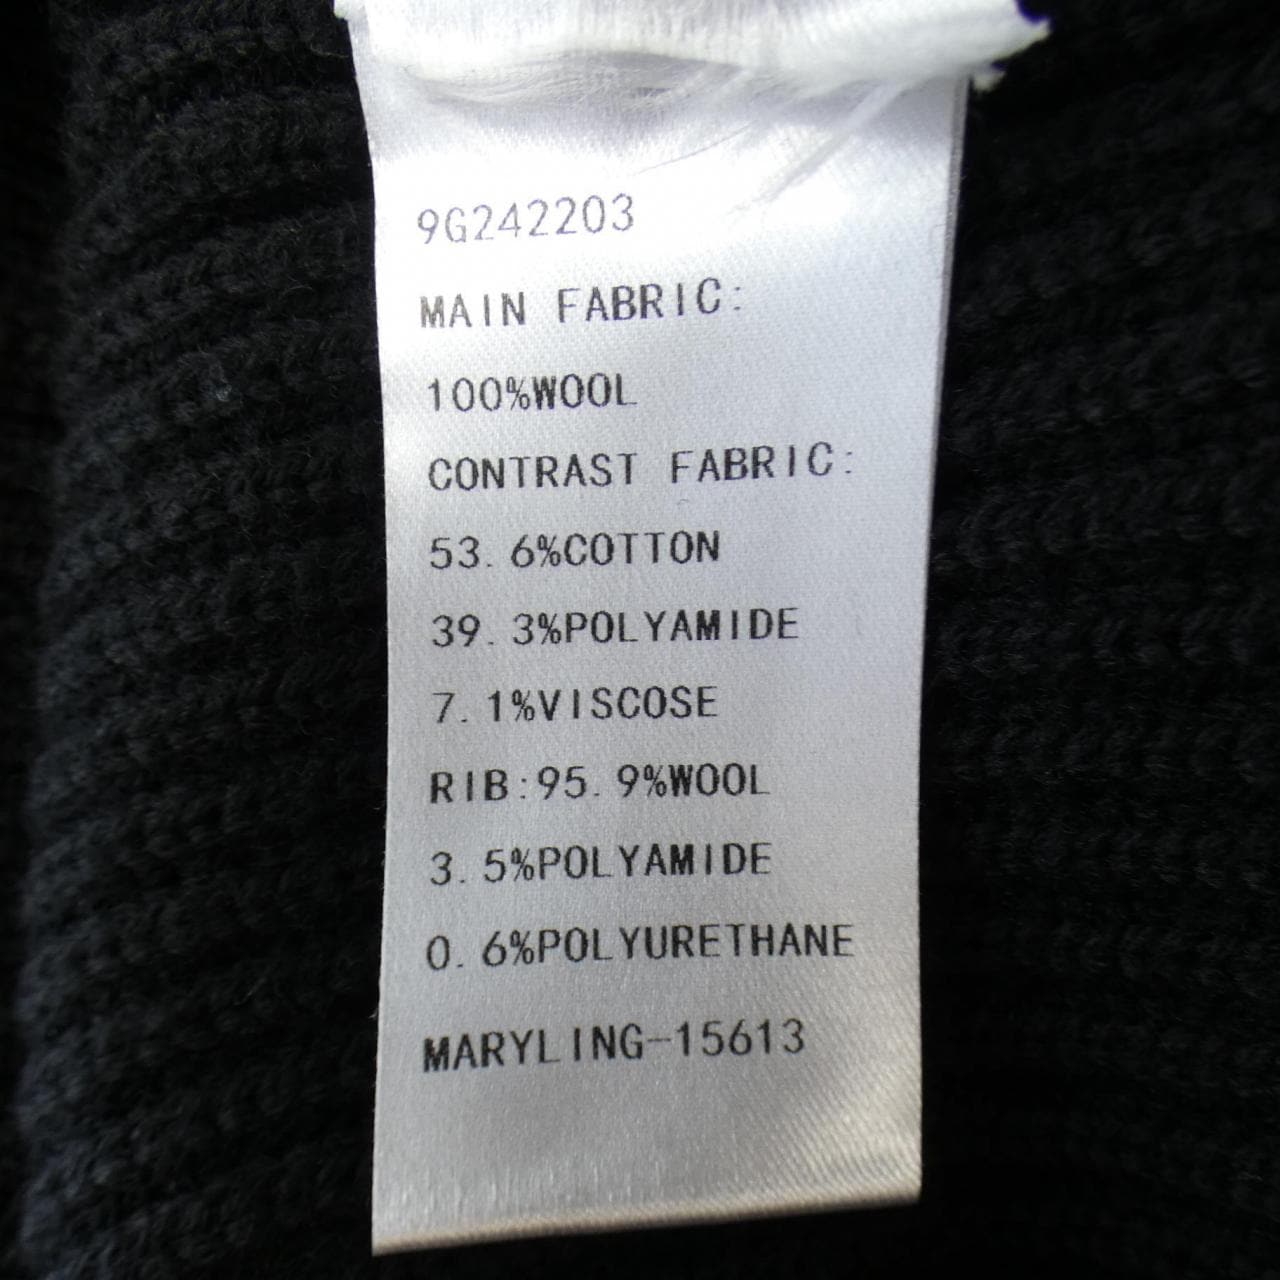 9G242203
MAIN FABRIC:
100%WOOL
CONTRAST FABRIC:
53.6%COTTON
39.3%POLYAMIDE
7.1%VISCOSE
RIB:95.9%WOOL
3.5%POLYAMIDE
0.6%POLYURETHANE
MARYLING-15613